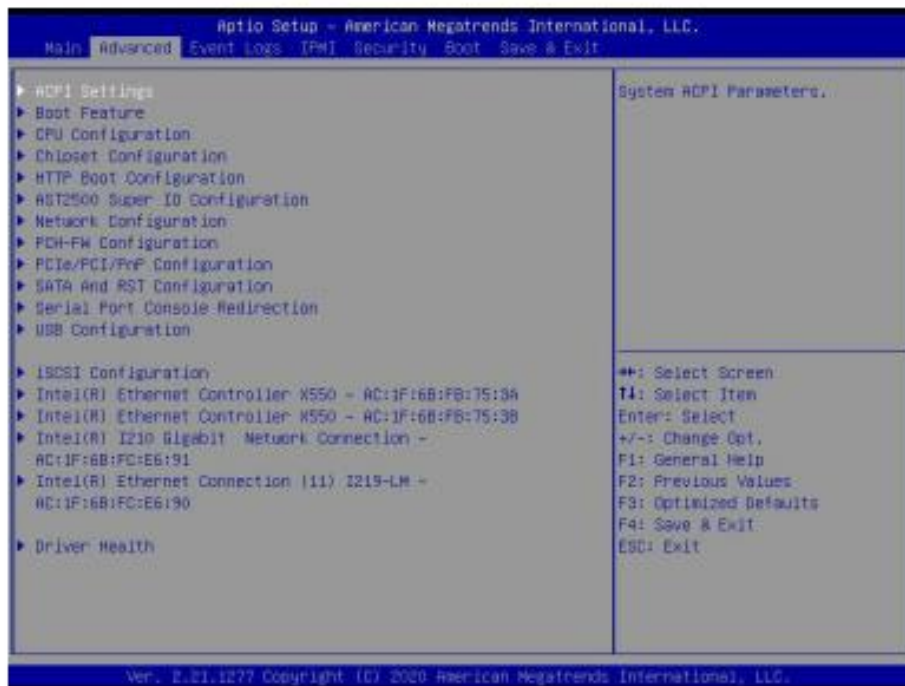 Aptio Setup - American Megatrends International, LLC.
Main Advanced Event Logs IPMI Security Boot Save & Exit
ACPI Settings
Boot Feature
CPU Configuration
Chipset Configuration
HTTP Boot Configuration
AST2500 Super IO Configuration
Network Configuration
PCH-FW Configuration
PCIe/PCI/PnP Configuration
SATA And RST Configuration
Serial Port Console Redirection
USB Configuration
iSCSI Configuration
Intel(R) Ethernet Controller X550 - AC:1F:6B:FB:75:3A
Intel(R) Ethernet Controller X550 - AC:1F:6B:FB:75:3B
Intel(R) I210 Gigabit Network Connection -
AC:1F:6B:FC:E6:91
Intel(R) Ethernet Connection (11) I219-LM -
AC:1F:6B:FC:E6:90
Driver Health
System ACPI Parameters.
→←: Select Screen
↑↓: Select Item
Enter: Select
+/-: Change Opt.
F1: General Help
F2: Previous Values
F3: Optimized Defaults
F4: Save & Exit
ESC: Exit
Ver. 2.21.1277 Copyright (C) 2020 American Megatrends International, LLC.